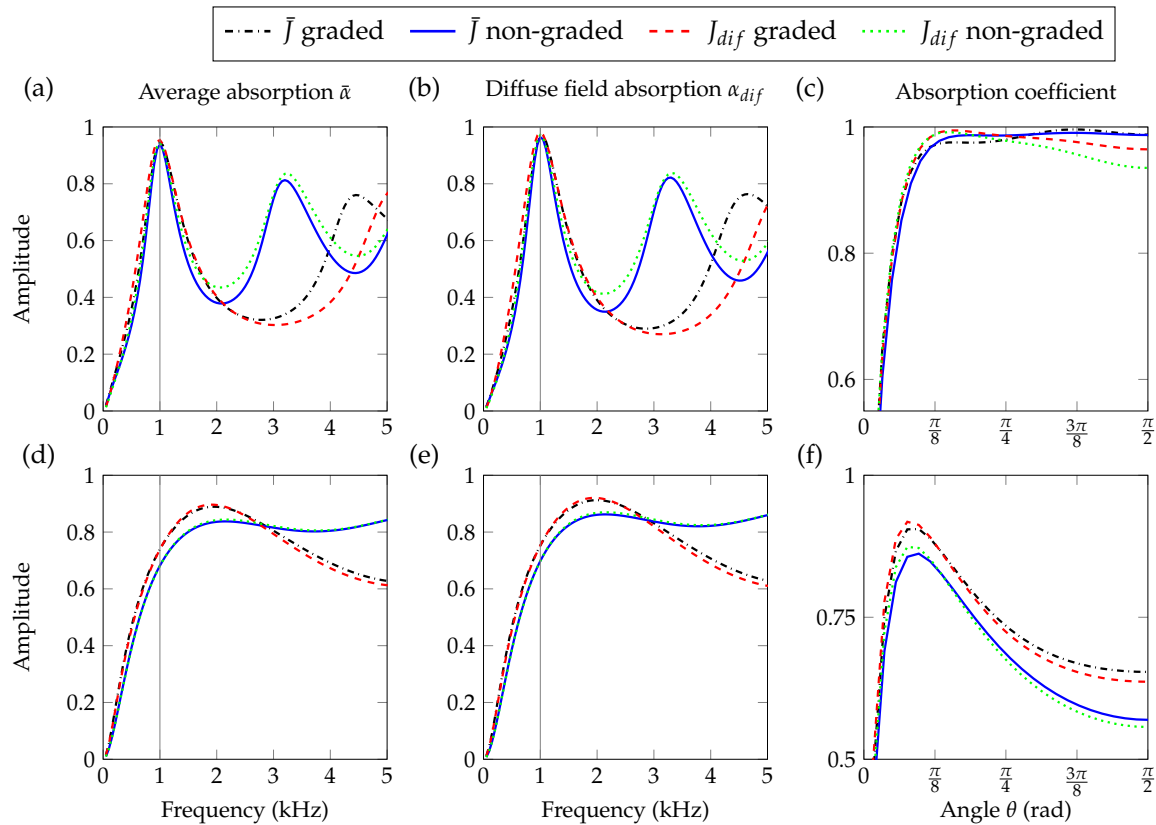 J̄ graded J̄ non-graded J_dif graded J_dif non-graded
(a) Average absorption ᾱ
(b) Diffuse field absorption α_dif
(c) Absorption coefficient
Amplitude
1
0.8
0.6
0.4
0.2
0
0 1 2 3 4 5
1
0.8
0.6
0.4
0.2
0
0 1 2 3 4 5
1
0.8
0.6
0 π/8 π/4 3π/8 π/2
(d)
(e)
(f)
Amplitude
1
0.8
0.6
0.4
0.2
0
0 1 2 3 4 5
Frequency (kHz)
1
0.8
0.6
0.4
0.2
0
0 1 2 3 4 5
Frequency (kHz)
1
0.75
0.5
0 π/8 π/4 3π/8 π/2
Angle θ (rad)